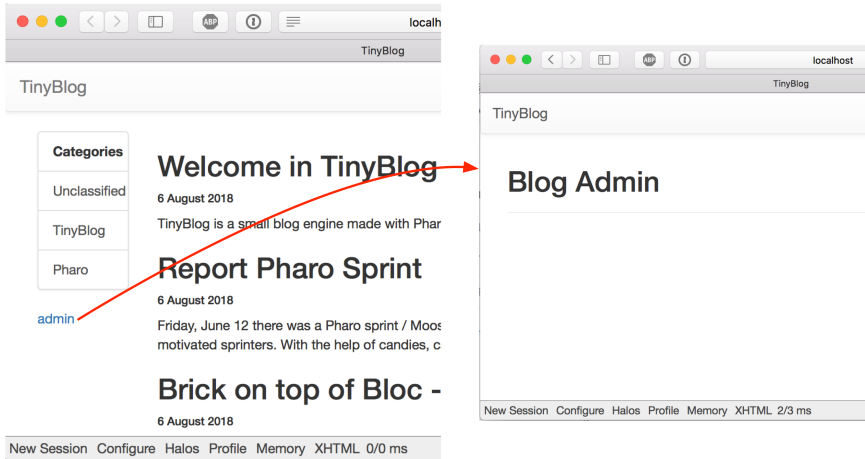 localh
TinyBlog
TinyBlog
Categories
Unclassified
TinyBlog
Pharo
admin
Welcome in TinyBlog
6 August 2018
TinyBlog is a small blog engine made with Phar
Report Pharo Sprint
6 August 2018
Friday, June 12 there was a Pharo sprint / Moos
motivated sprinters. With the help of candies, c
Brick on top of Bloc -
6 August 2018
New Session Configure Halos Profile Memory XHTML 0/0 ms
ABP
localhost
TinyBlog
TinyBlog
Blog Admin
New Session Configure Halos Profile Memory XHTML 2/3 ms
ABP